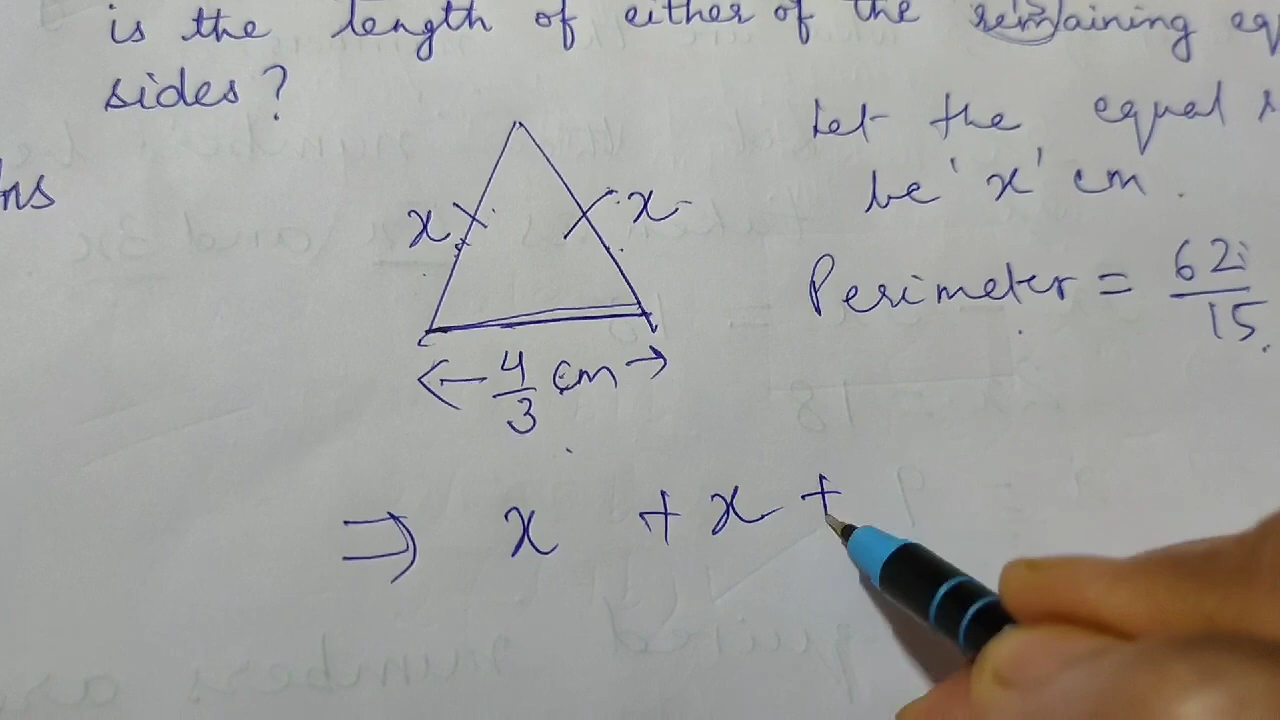 is the length of either of the remaining eq
sides?
Let the equal s
be 'x' cm.
ns
x x
Perimeter = 62/15
← 4/3 cm →
⇒ x + x +